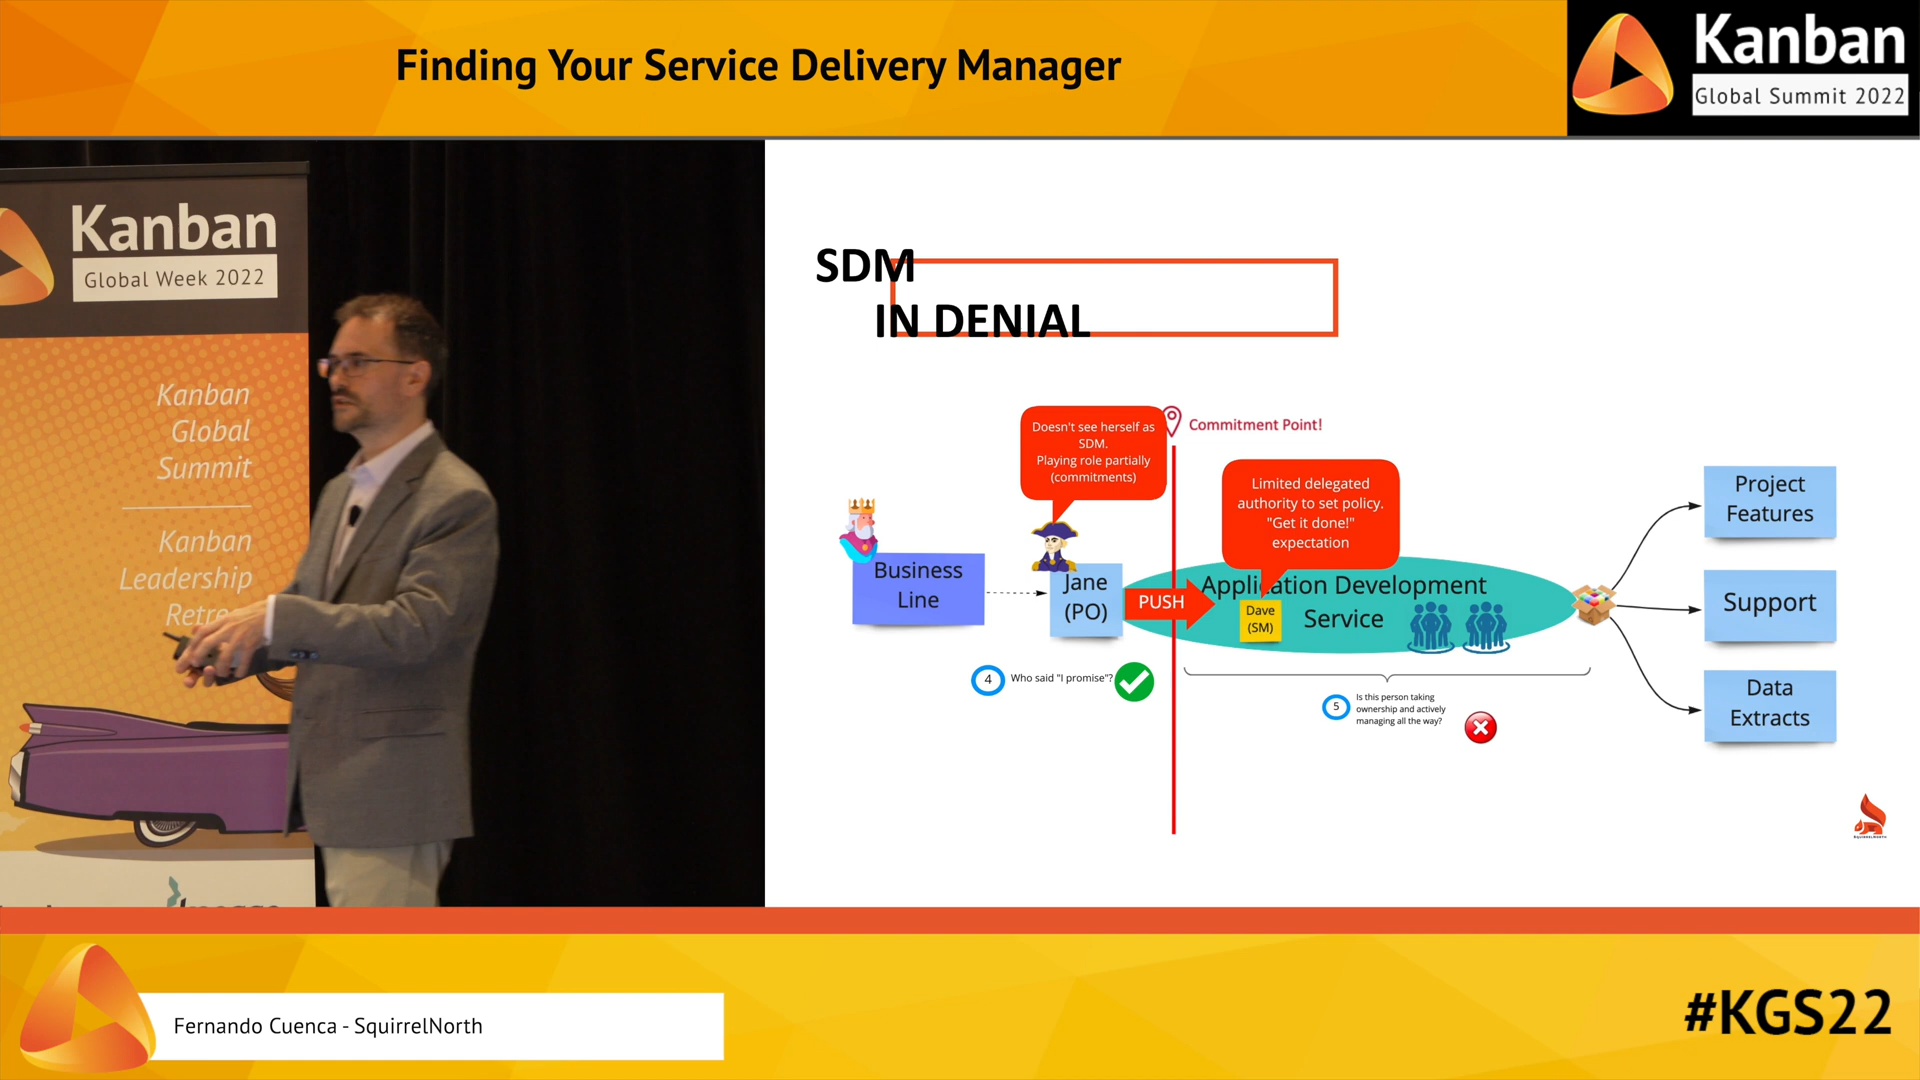 Finding Your Service Delivery Manager
Kanban
Global Summit 2022
Kanban
Global Week 2022
Kanban
Global
Summit
Kanban
Leadership
SDM
IN DENIAL
Doesn't see herself as
SDM.
Playing role partially
(commitments)
Commitment Point!
Limited delegated
authority to set policy.
"Get it done!"
expectation
Business
Line
Jane
(PO)
PUSH
Application Development
Service
Dave
(SM)
4
Who said "I promise"?
5
Is this person taking
ownership and actively
managing all the way?
Project
Features
Support
Data
Extracts
SQUIRRELNORTH
Fernando Cuenca - SquirrelNorth
#KGS22